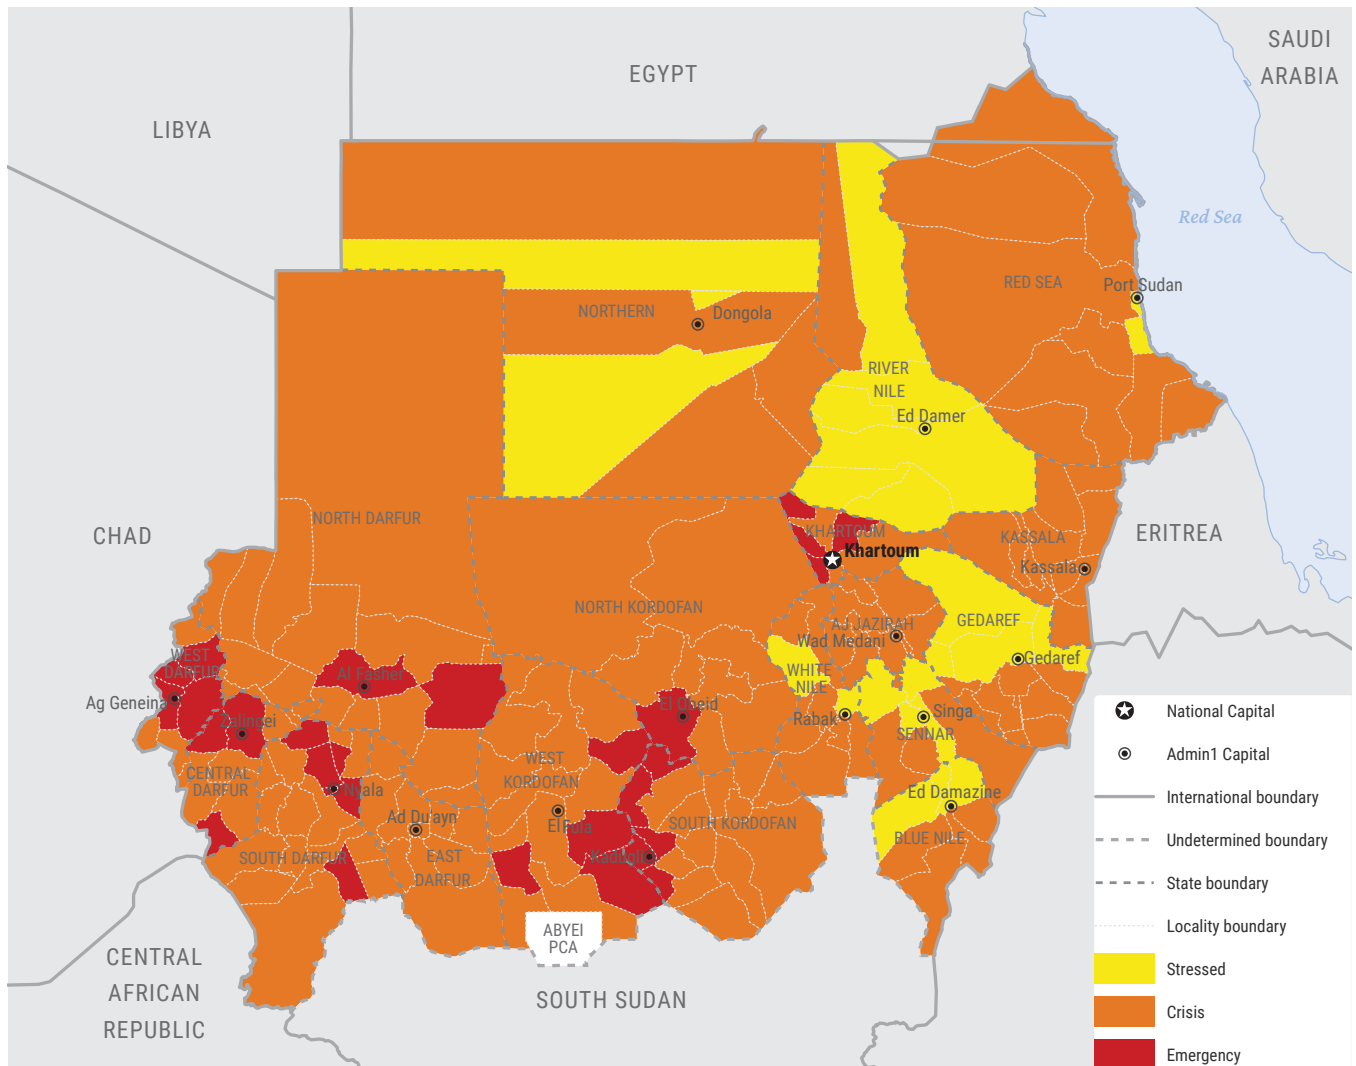 SAUDI
ARABIA
EGYPT
LIBYA
Red Sea
RED SEA
Port Sudan
NORTHERN
Dongola
RIVER
NILE
Ed Damer
NORTH DARFUR
CHAD
KHARTOUM
Khartoum
KASSALA
Kassala
ERITREA
NORTH KORDOFAN
AJ JAZIRAH
Wad Medani
GEDAREF
Gedaref
WEST
DARFUR
Al Fasher
Ag Geneina
Zalingei
El Obeid
WHITE
NILE
Rabak
Singa
SENNAR
CENTRAL
DARFUR
Nyala
WEST
KORDOFAN
Ed Damazine
Ad Du'ayn
El Fula
SOUTH KORDOFAN
BLUE NILE
SOUTH DARFUR
EAST
DARFUR
Kadugli
ABYEI
PCA
CENTRAL
AFRICAN
REPUBLIC
SOUTH SUDAN
National Capital
Admin1 Capital
International boundary
Undetermined boundary
State boundary
Locality boundary
Stressed
Crisis
Emergency